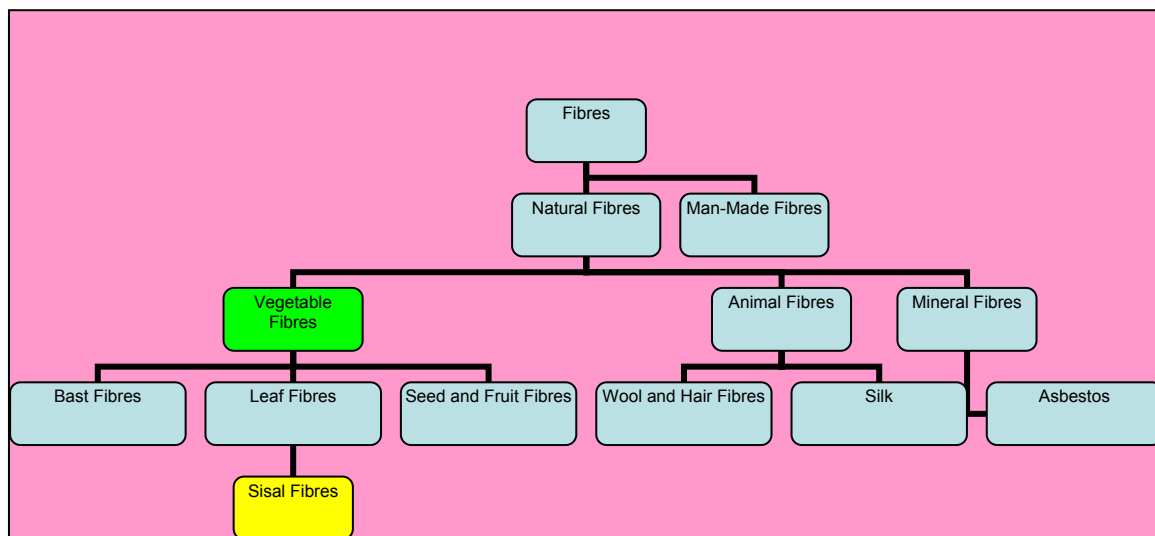 Fibres
Natural Fibres
Man-Made Fibres
Vegetable
Fibres
Animal Fibres
Mineral Fibres
Bast Fibres
Leaf Fibres
Seed and Fruit Fibres
Wool and Hair Fibres
Silk
Asbestos
Sisal Fibres